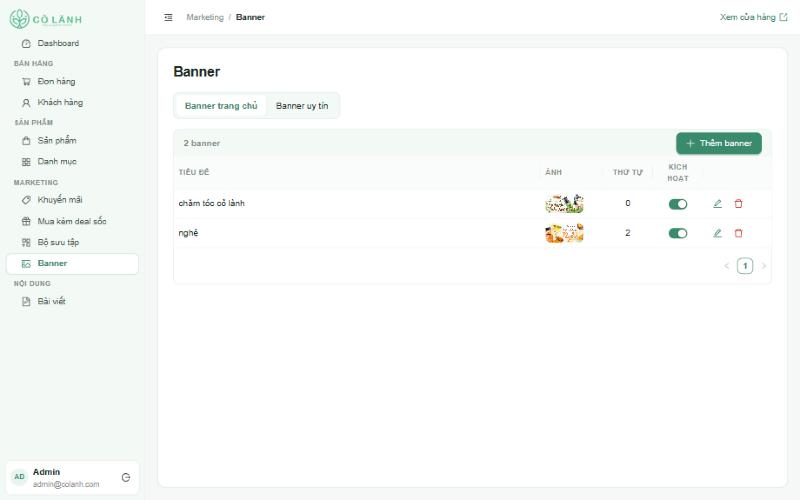 CỎ LÀNH
Dashboard
BÁN HÀNG
Đơn hàng
Khách hàng
SẢN PHẨM
Sản phẩm
Danh mục
MARKETING
Khuyến mãi
Mua kèm deal sốc
Bộ sưu tập
Banner
NỘI DUNG
Bài viết
AD
Admin
admin@colanh.com
Marketing / Banner
Xem cửa hàng
Banner
Banner trang chủ
Banner uy tín
2 banner
Thêm banner
TIÊU ĐỀ
ẢNH
THỨ TỰ
KÍCH HOẠT
chăm tóc cỏ lành
0
nghệ
2
1